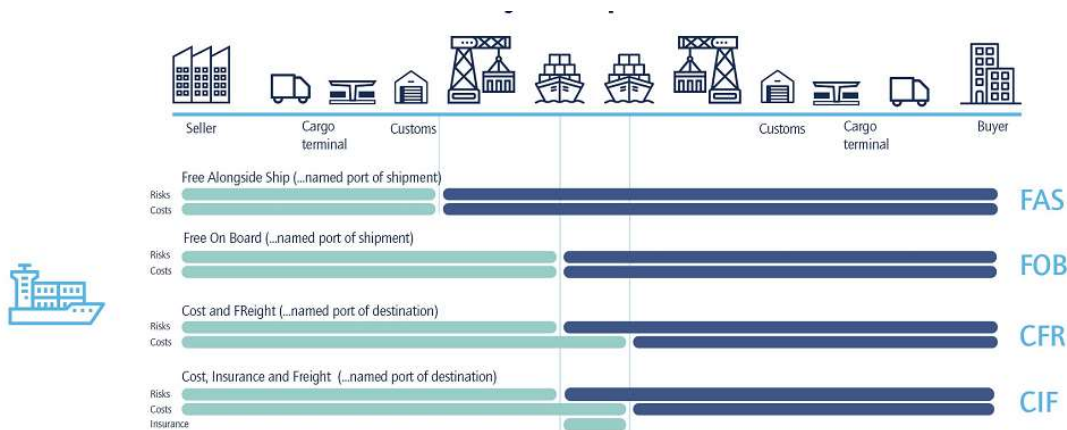 Seller
Cargo
terminal
Customs
Customs
Cargo
terminal
Buyer
Free Alongside Ship (...named port of shipment)
Risks
Costs
FAS
Free On Board (...named port of shipment)
Risks
Costs
FOB
Cost and FReight (...named port of destination)
Risks
Costs
CFR
Cost, Insurance and Freight (...named port of destination)
Risks
Costs
Insurance
CIF